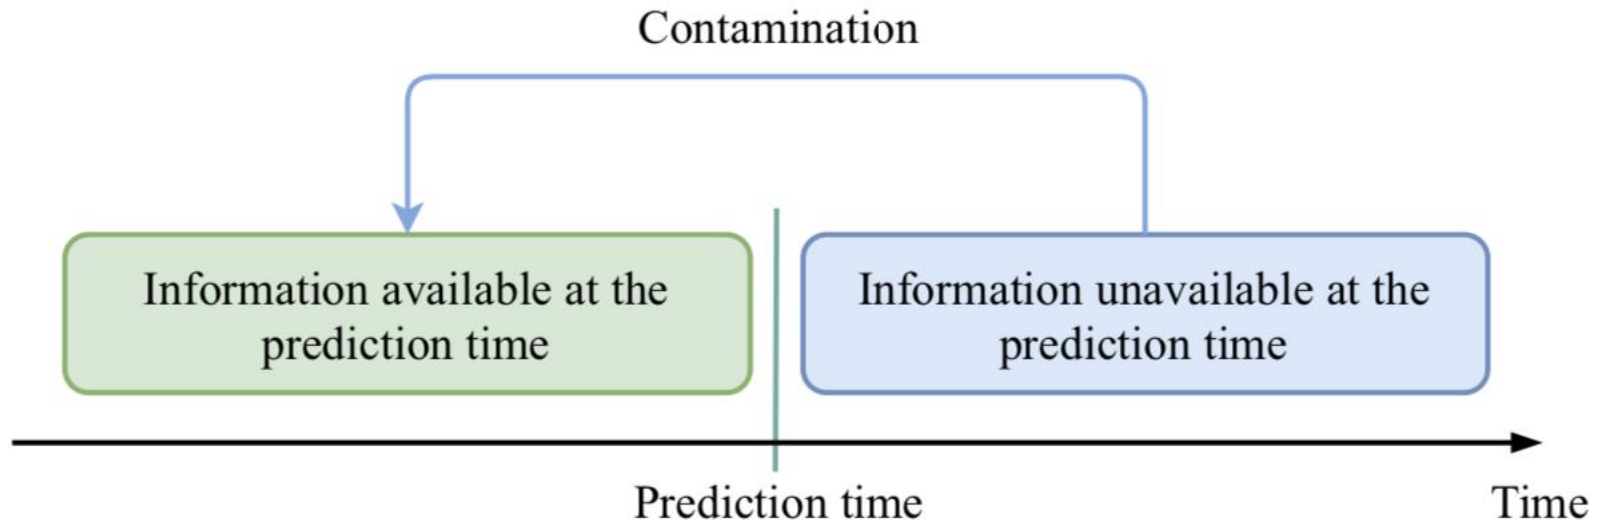 Contamination
Information available at the
prediction time
Information unavailable at the
prediction time
Prediction time
Time